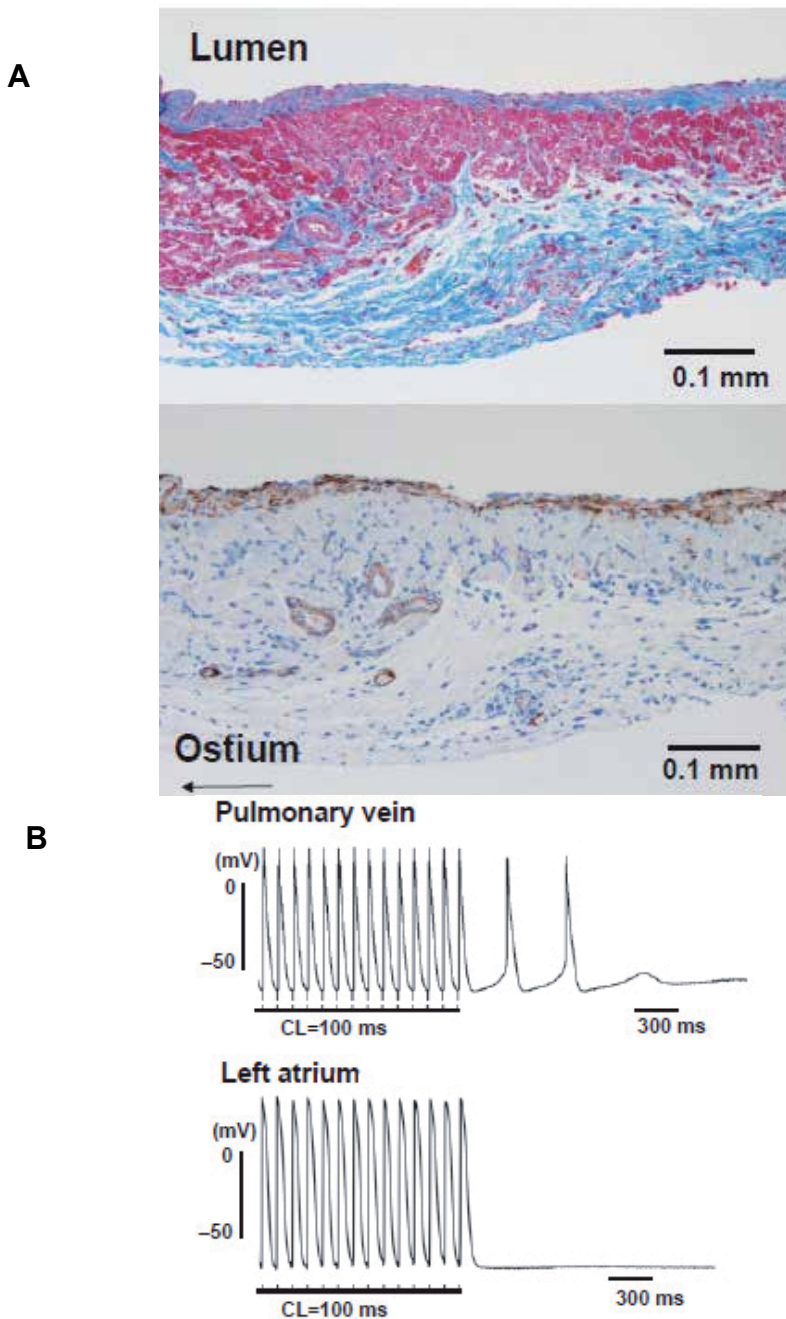 A
Lumen
0.1 mm
Ostium
0.1 mm
B
Pulmonary vein
(mV)
0
–50
CL=100 ms
300 ms
Left atrium
(mV)
0
–50
CL=100 ms
300 ms